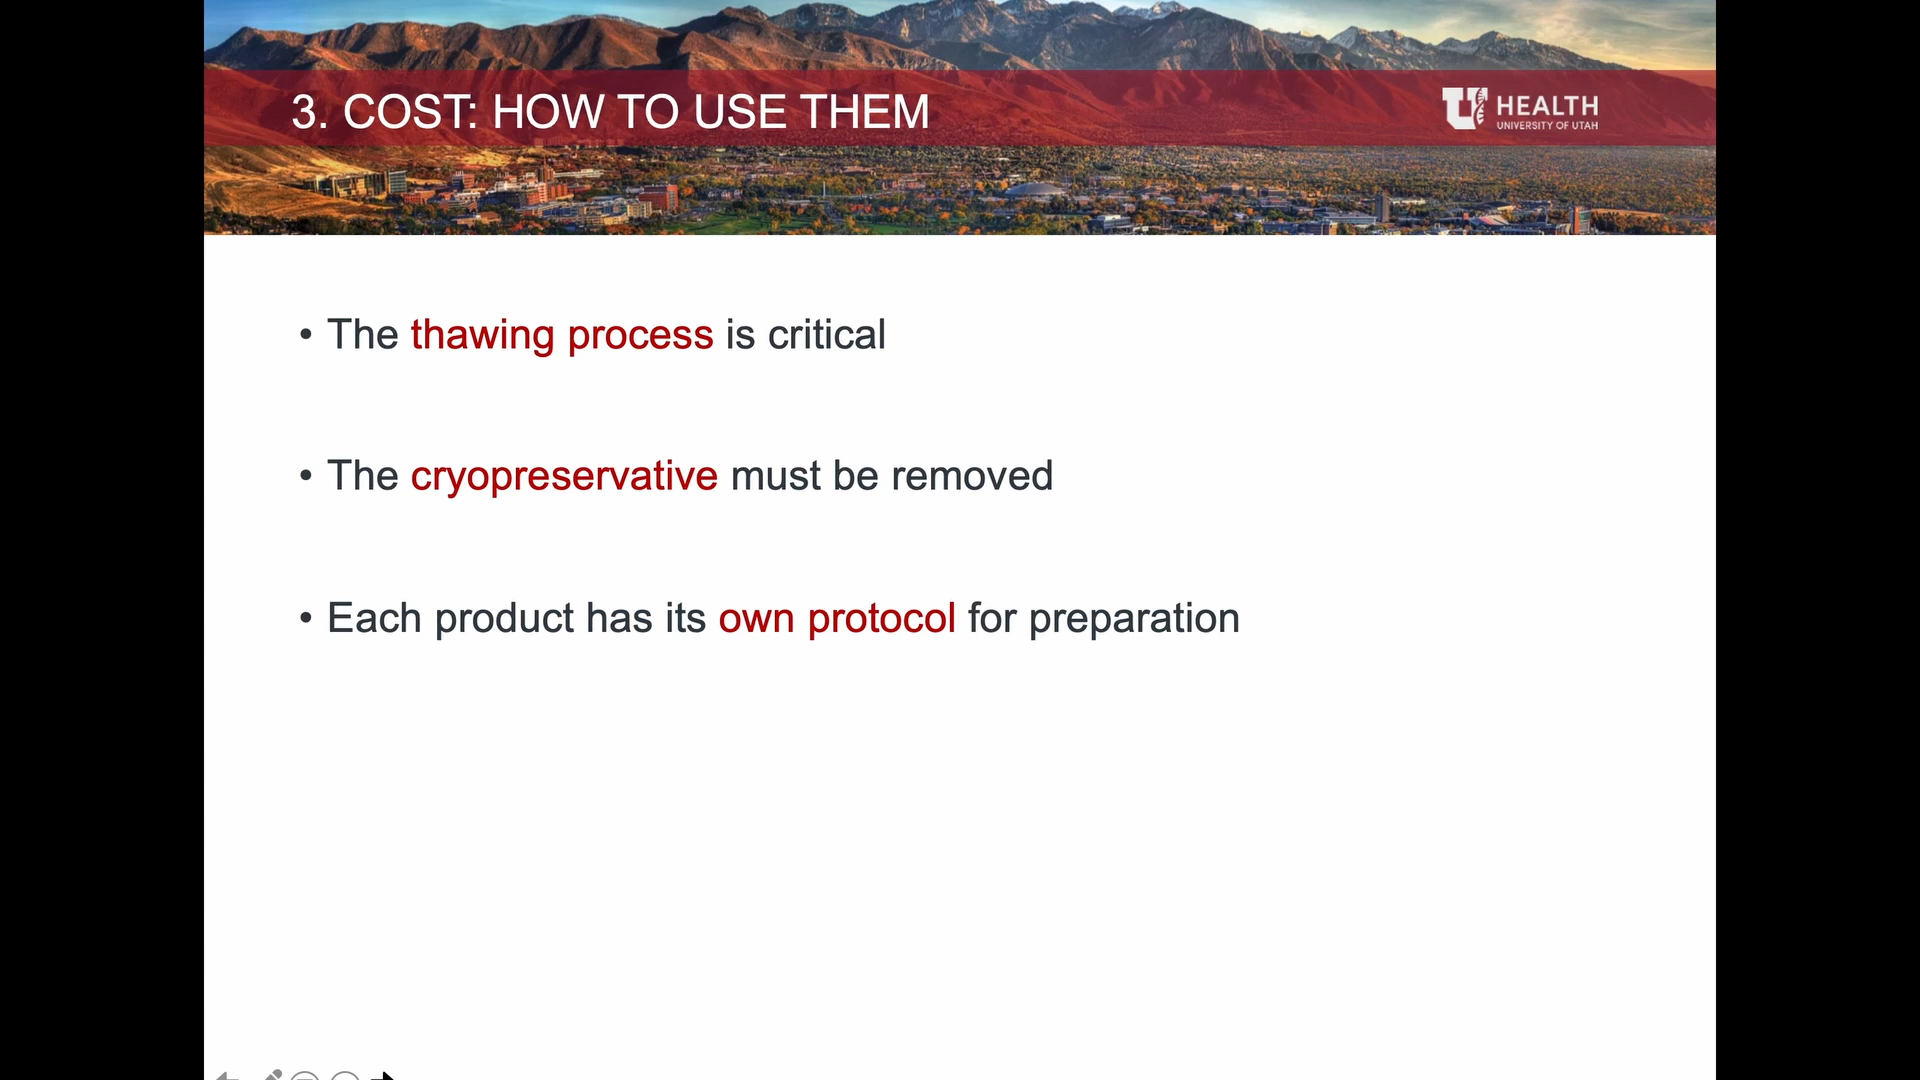 3. COST: HOW TO USE THEM
U HEALTH
UNIVERSITY OF UTAH
• The thawing process is critical
• The cryopreservative must be removed
• Each product has its own protocol for preparation